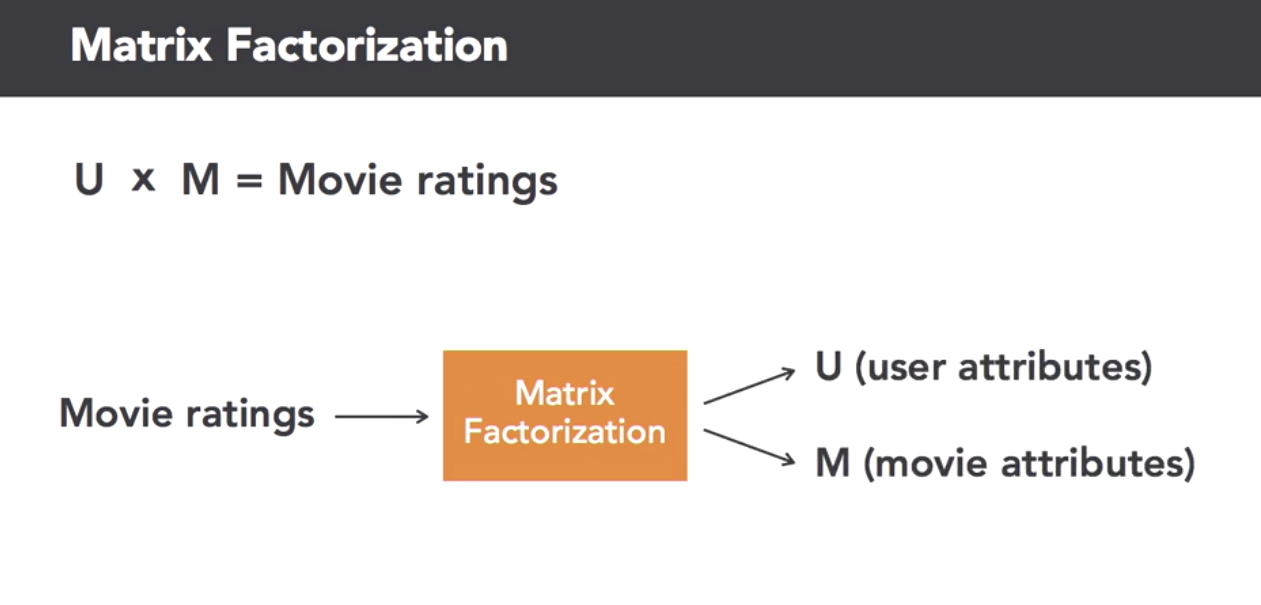 Matrix Factorization
U x M = Movie ratings
Movie ratings
Matrix
Factorization
U (user attributes)
M (movie attributes)